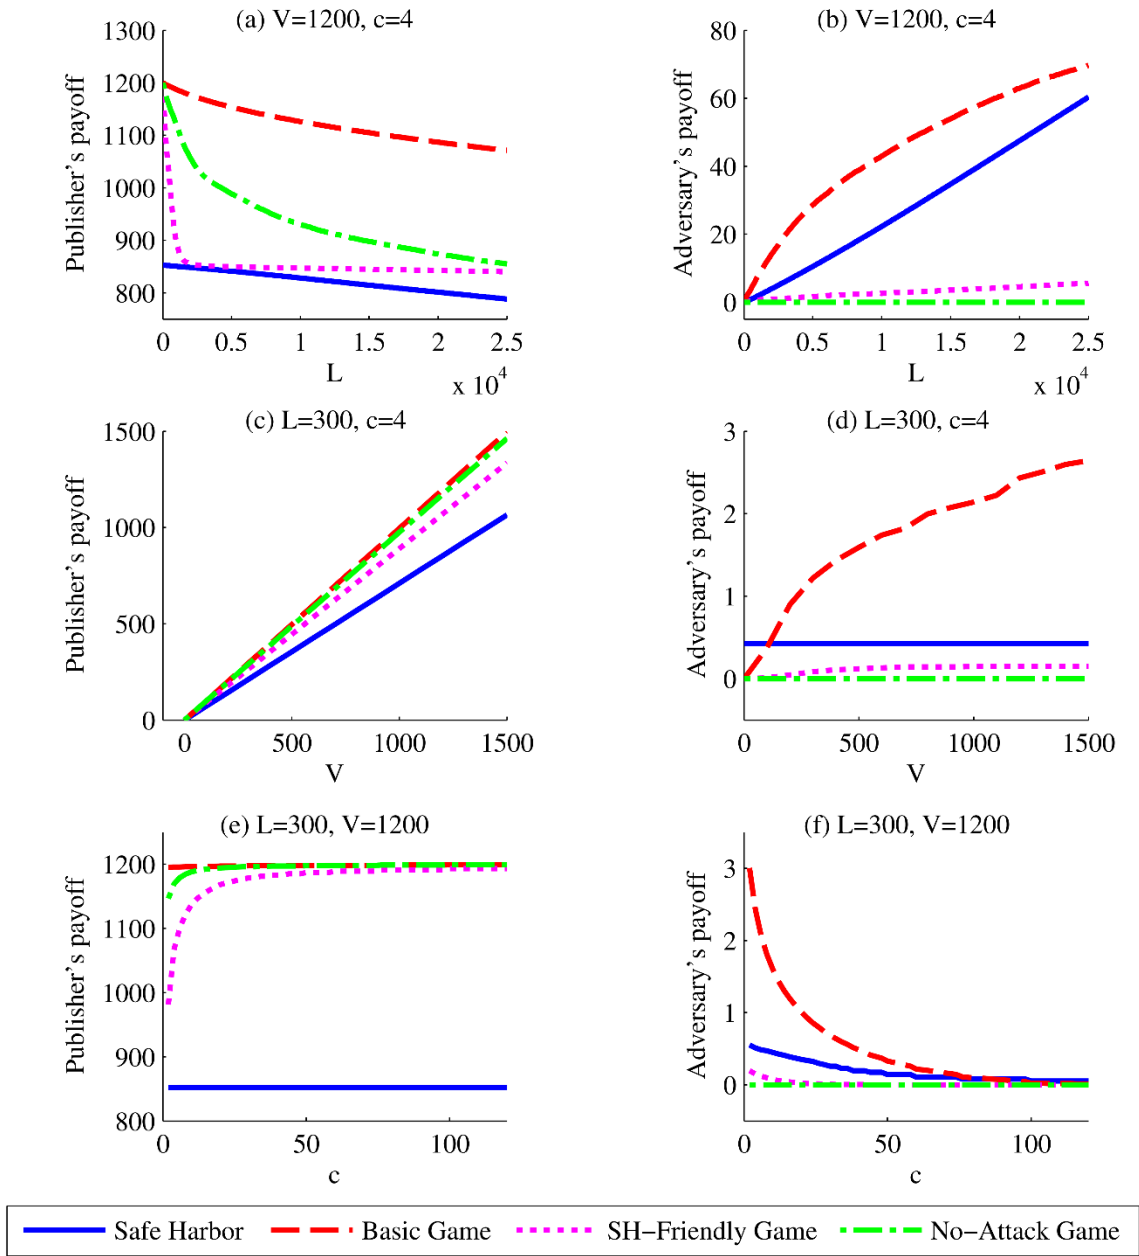 (a) V=1200, c=4
1300
1200
1100
1000
900
800
Publisher's payoff
0 0.5 1 1.5 2 2.5
L
x 10^4
(b) V=1200, c=4
80
60
40
20
0
Adversary's payoff
0 0.5 1 1.5 2 2.5
L
x 10^4
(c) L=300, c=4
1500
1000
500
0
Publisher's payoff
0 500 1000 1500
V
(d) L=300, c=4
3
2
1
0
Adversary's payoff
0 500 1000 1500
V
(e) L=300, V=1200
1200
1100
1000
900
800
Publisher's payoff
0 50 100
c
(f) L=300, V=1200
3
2
1
0
Adversary's payoff
0 50 100
c
Safe Harbor Basic Game SH−Friendly Game No−Attack Game